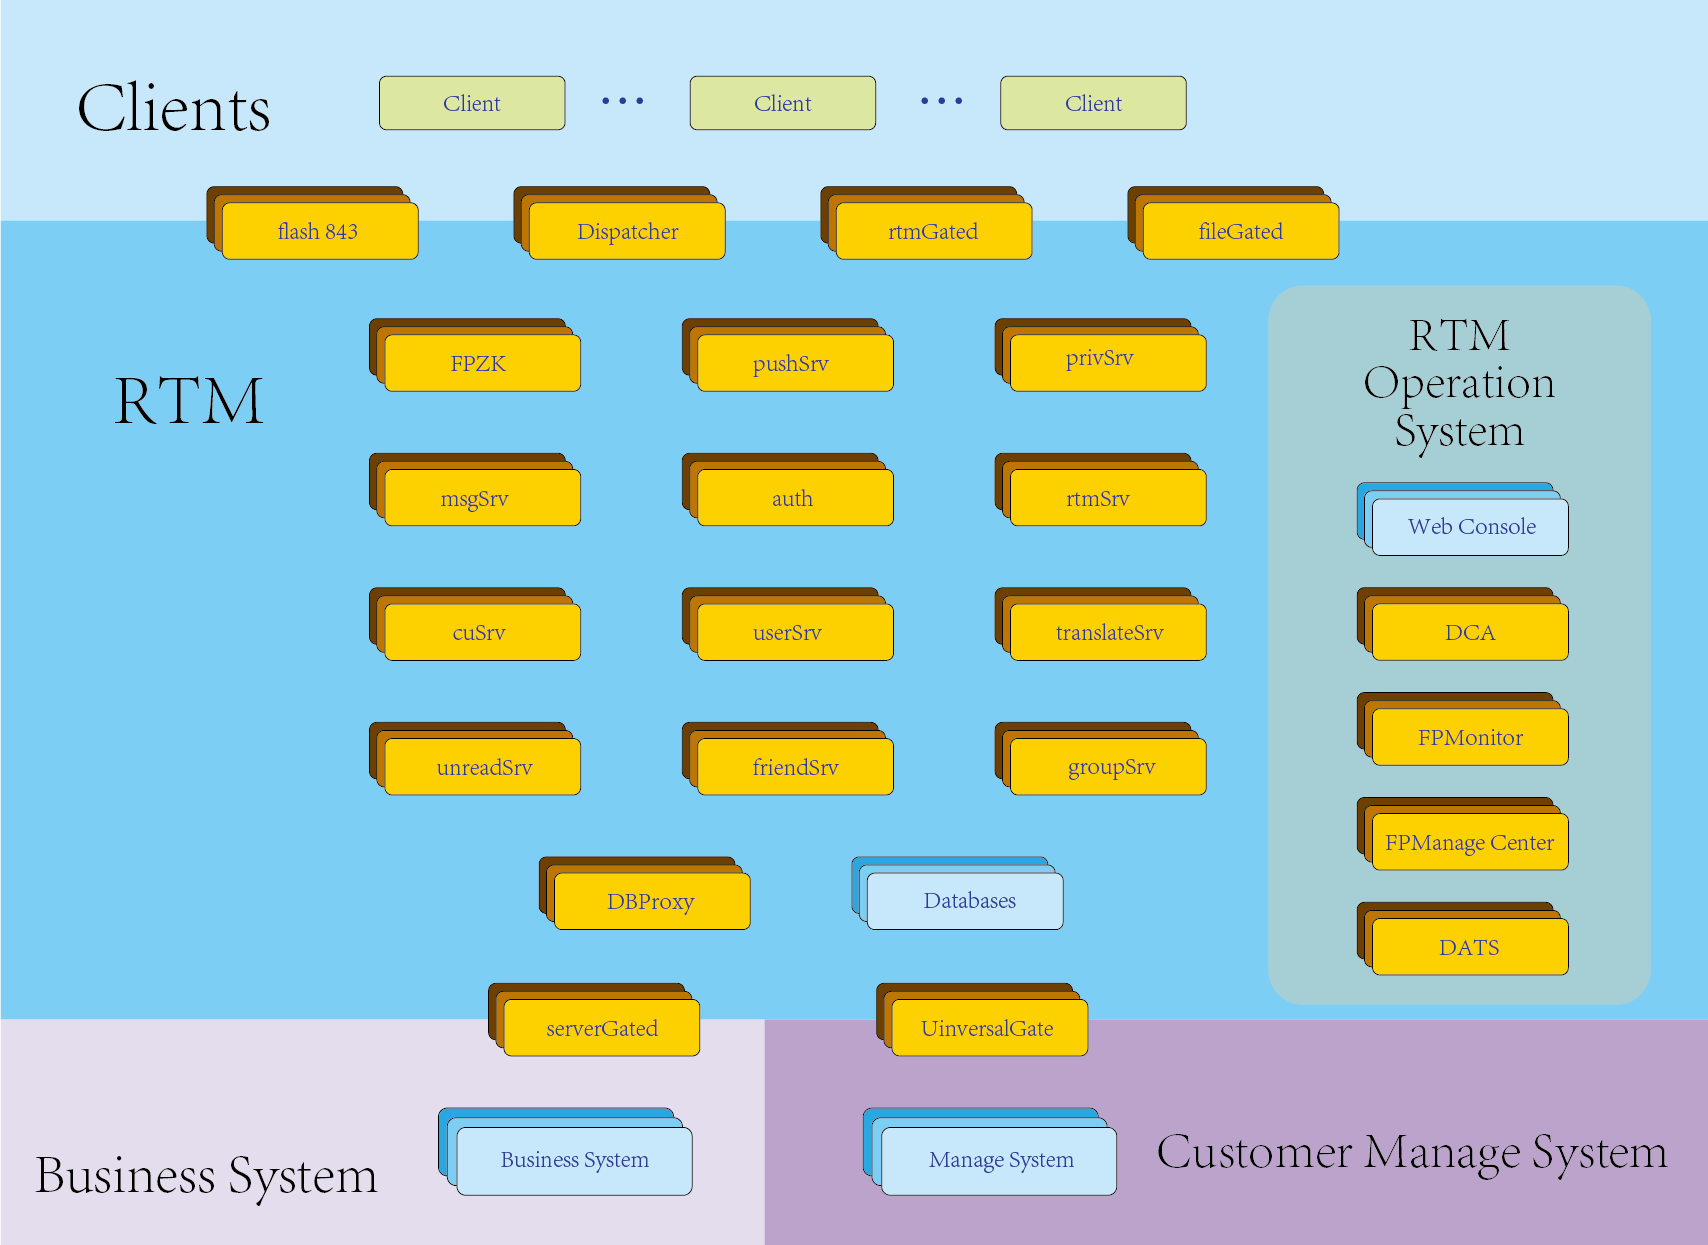 Clients
Client
...
Client
...
Client
flash 843
Dispatcher
rtmGated
fileGated
RTM
FPZK
pushSrv
privSrv
msgSrv
auth
rtmSrv
cuSrv
userSrv
translateSrv
unreadSrv
friendSrv
groupSrv
DBProxy
Databases
RTM
Operation
System
Web Console
DCA
FPMonitor
FPManage Center
DATS
serverGated
UinversalGate
Business System
Business System
Manage System
Customer Manage System